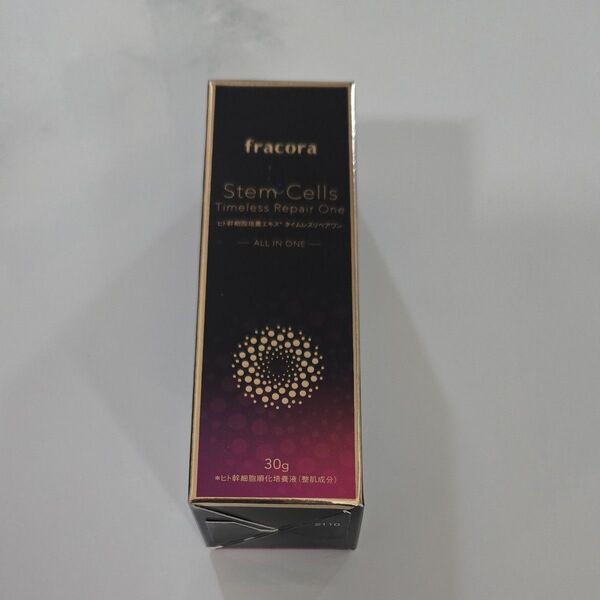 fracora
Stem Cells
Timeless Repair One
ヒト幹細胞培養エキス* タイムレスリペアワン
ALL IN ONE
30g
*ヒト幹細胞順化培養液(整肌成分)
2110